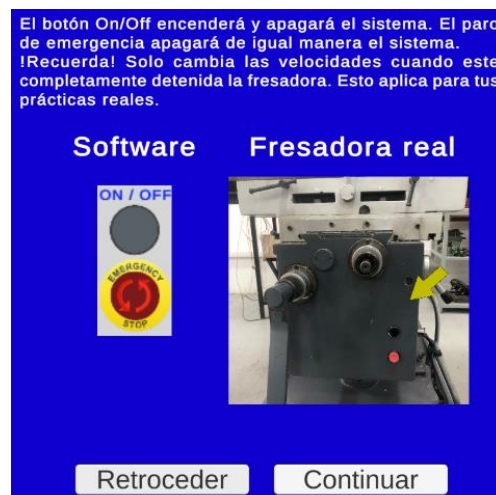 El botón On/Off encenderá y apagará el sistema. El paro
de emergencia apagará de igual manera el sistema.
!Recuerda! Solo cambia las velocidades cuando este
completamente detenida la fresadora. Esto aplica para tus
prácticas reales.
Software
Fresadora real
ON / OFF
EMERGENCY
STOP
Retroceder
Continuar